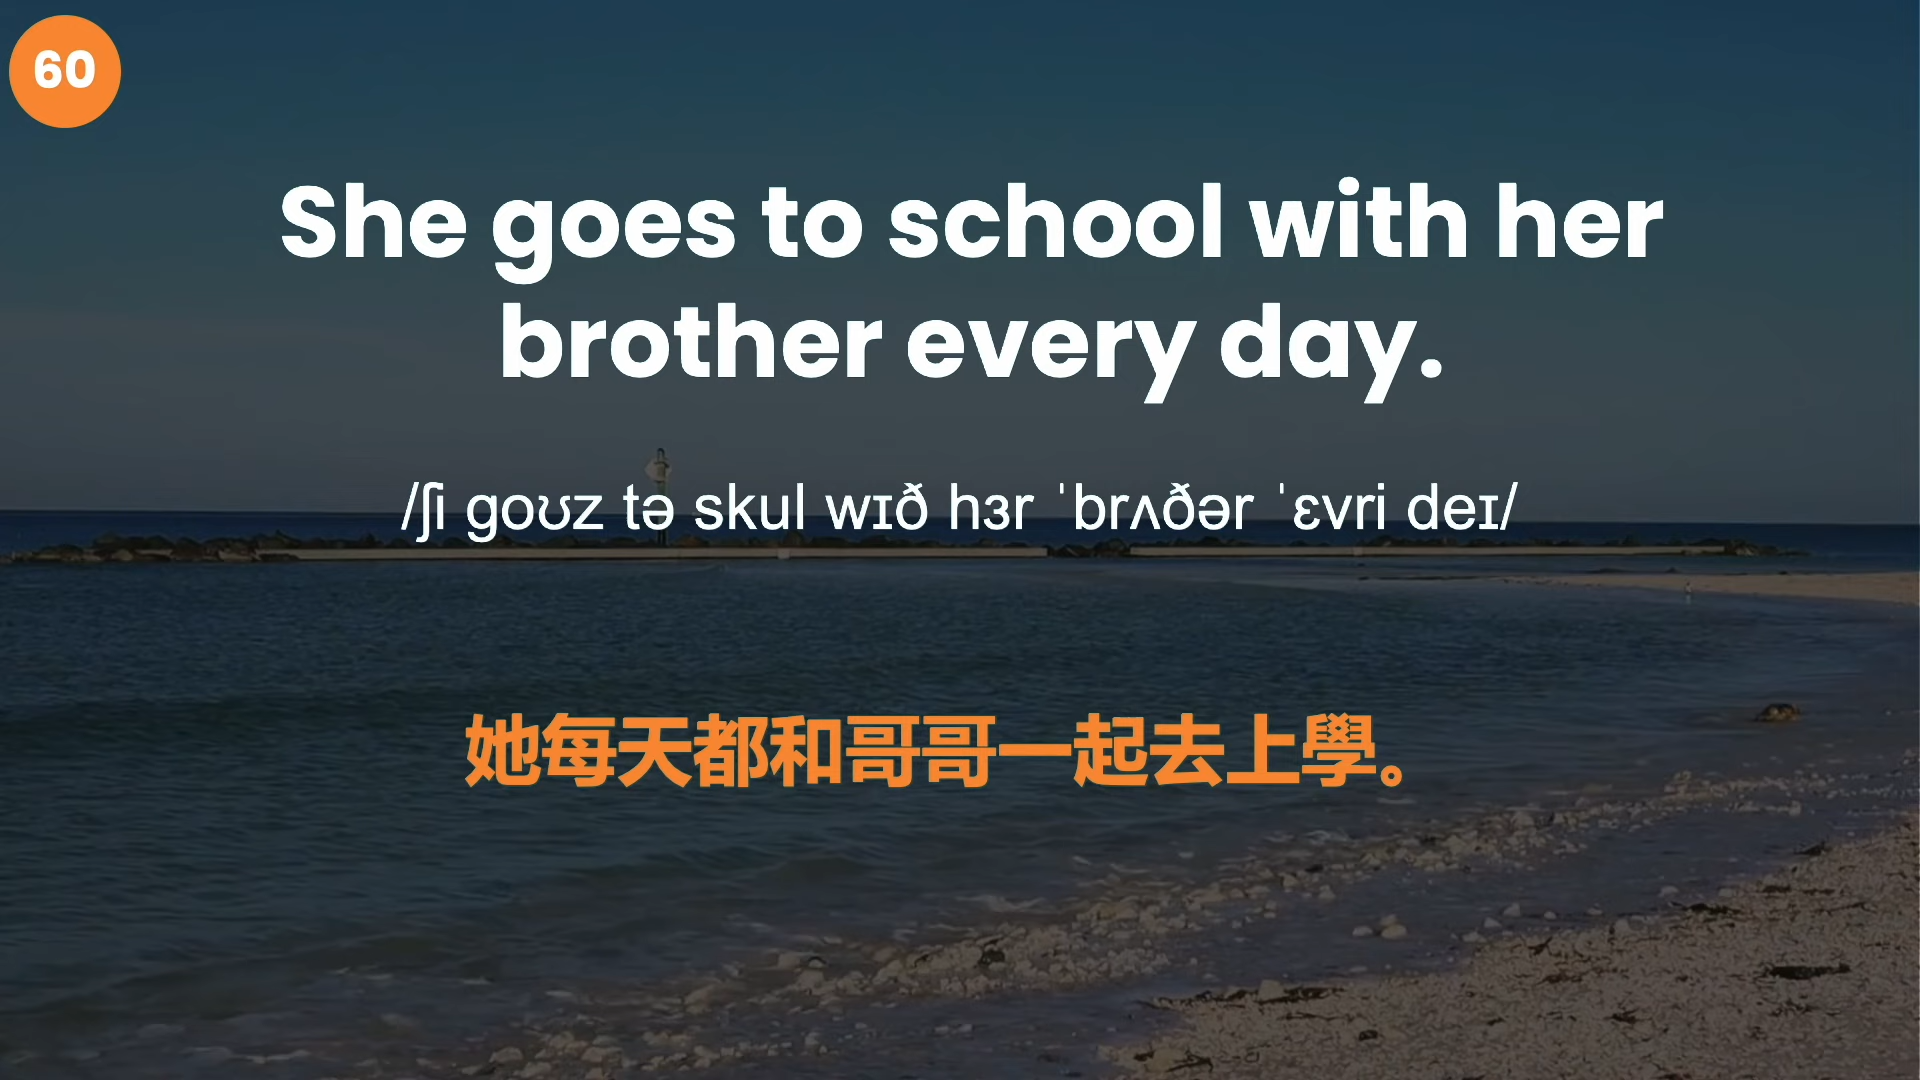 60
She goes to school with her
brother every day.
/ʃi goʊz tə skul wɪð hɜr ˈbrʌðər ˈɛvri deɪ/
她每天都和哥哥一起去上學。